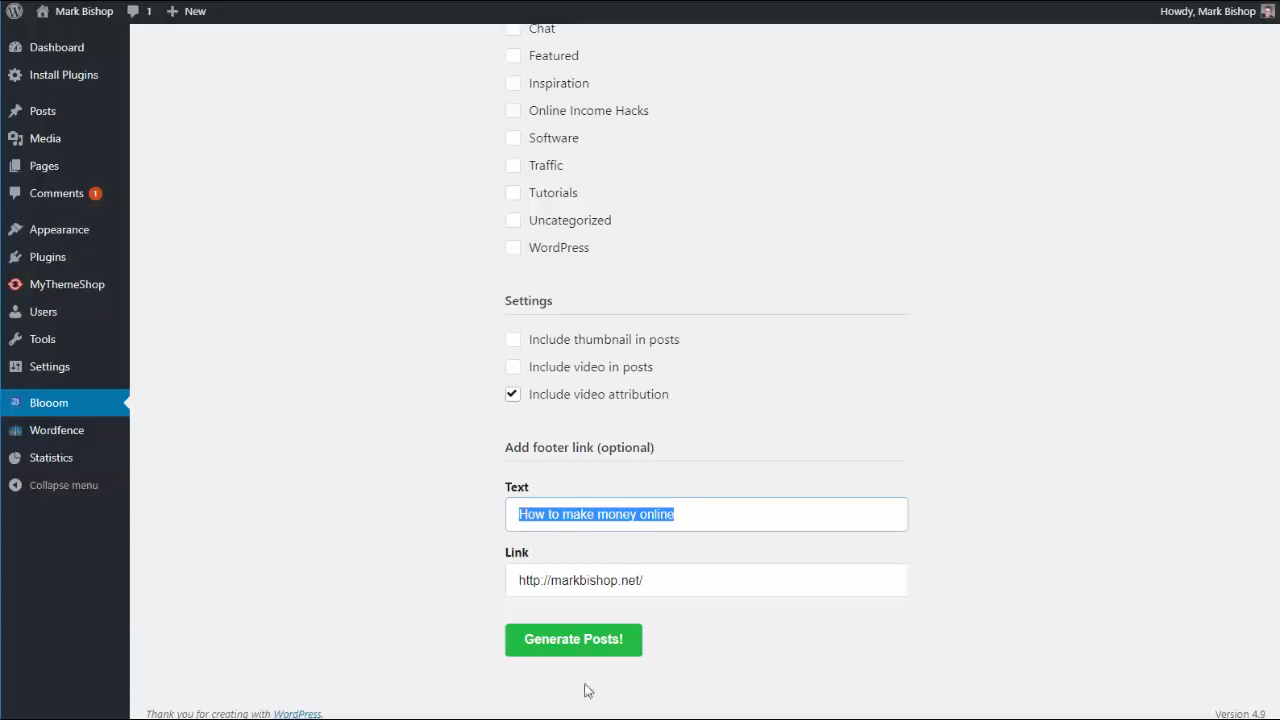 Mark Bishop 1 New Howdy, Mark Bishop
Dashboard
Install Plugins
Posts
Media
Pages
Comments 1
Appearance
Plugins
MyThemeShop
Users
Tools
Settings
Blooom
Wordfence
Statistics
Collapse menu
Chat
Featured
Inspiration
Online Income Hacks
Software
Traffic
Tutorials
Uncategorized
WordPress
Settings
Include thumbnail in posts
Include video in posts
Include video attribution
Add footer link (optional)
Text
How to make money online
Link
http://markbishop.net/
Generate Posts!
Thank you for creating with WordPress. Version 4.9